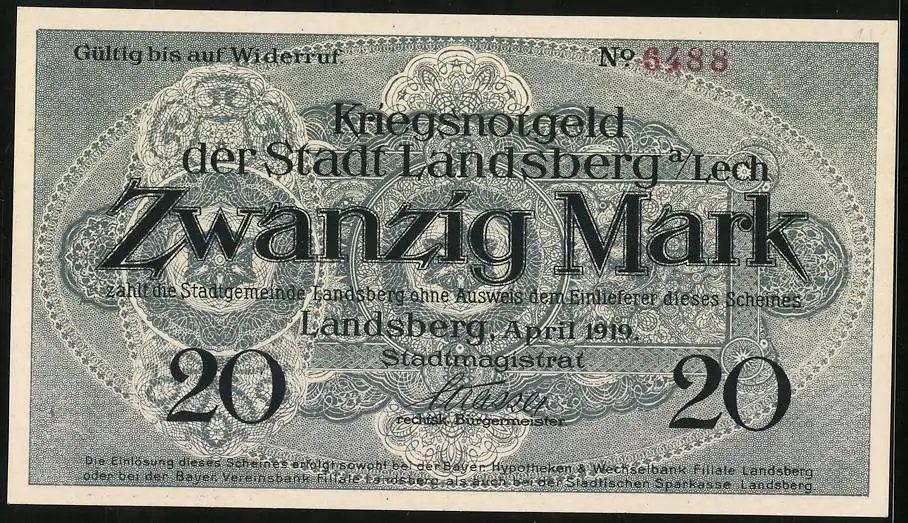 Gültig bis auf Widerruf.
No. 6488
Kriegsnotgeld
der Stadt Landsberg a/Lech
Zwanzig Mark
zahlt die Stadtgemeinde Landsberg ohne Ausweis dem Einlieferer dieses Scheines
Landsberg, April 1919.
Stadtmagistrat
Strasser
rechtsk. Bürgermeister
20
20
Die Einlösung dieses Scheines erfolgt sowohl bei der Bayer. Hypotheken & Wechselbank Filiale Landsberg
oder bei der Bayer. Vereinsbank Filiale Landsberg als auch bei der Städtischen Sparkasse Landsberg